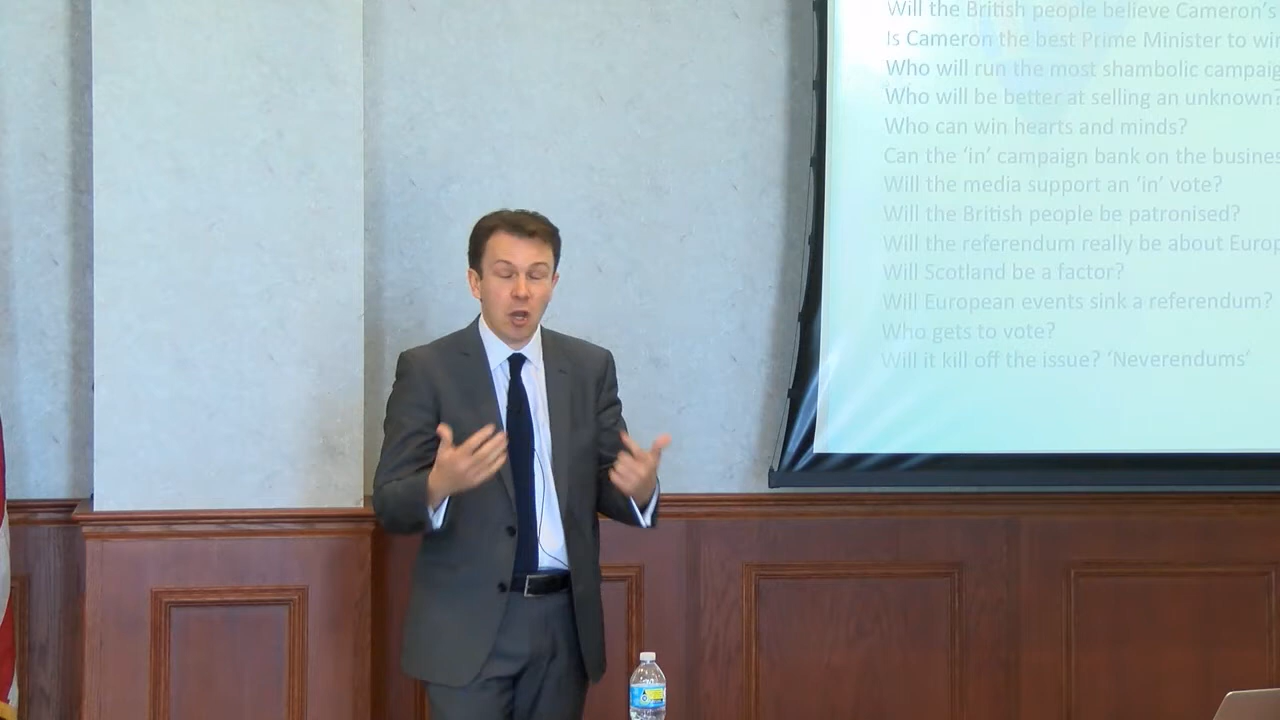 Will the British people believe Cameron's
Is Cameron the best Prime Minister to
Who will run the most shambolic
Who will be better at selling an unknown?
Who can win hearts and minds?
Can the 'in' campaign bank on the
Will the media support an 'in' vote?
Will the British people be patronised?
Will the referendum really be about
Will Scotland be a factor?
Will European events sink a referendum?
Who gets to vote?
Will it kill off the issue? 'Neverendums'